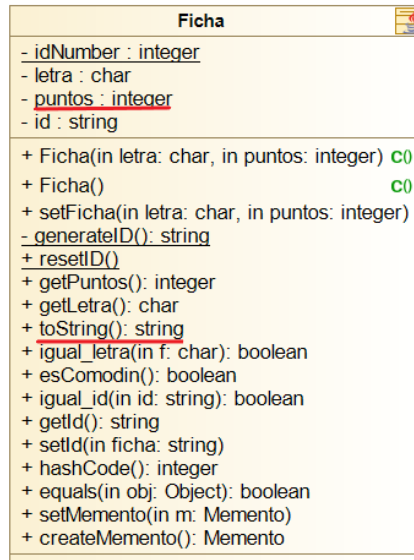 Ficha
- idNumber : integer
- letra : char
- puntos : integer
- id : string
+ Ficha(in letra: char, in puntos: integer) C()
+ Ficha() C()
+ setFicha(in letra: char, in puntos: integer)
- generateID(): string
+ resetID()
+ getPuntos(): integer
+ getLetra(): char
+ toString(): string
+ igual_letra(in f: char): boolean
+ esComodin(): boolean
+ igual_id(in id: string): boolean
+ getId(): string
+ setId(in ficha: string)
+ hashCode(): integer
+ equals(in obj: Object): boolean
+ setMemento(in m: Memento)
+ createMemento(): Memento